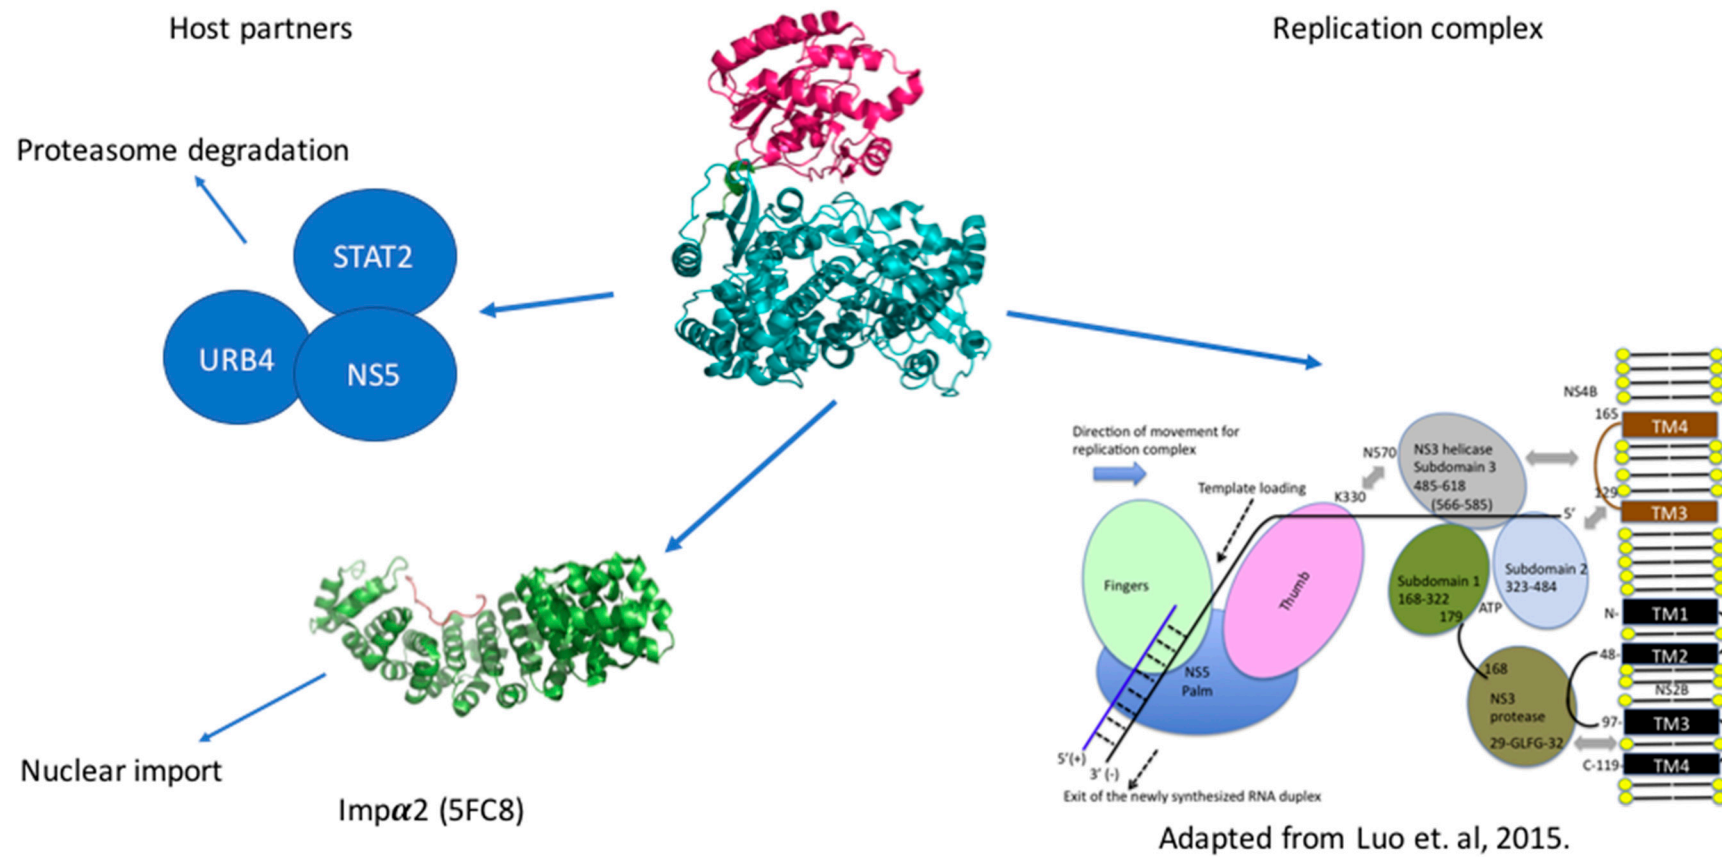 Host partners
Replication complex
Proteasome degradation
STAT2
URB4
NS5
Nuclear import
Impα2 (5FC8)
Direction of movement for
replication complex
Template loading
Fingers
Thumb
NS5
Palm
5'(+)
3' (-)
Exit of the newly synthesized RNA duplex
N570
K330
NS3 helicase
Subdomain 3
485-618
(566-585)
5'
Subdomain 1
168-322
179
ATP
Subdomain 2
323-484
168
NS3
protease
29-GLFG-32
NS4B
165
TM4
129
TM3
N-
TM1
48-
TM2
NS2B
97-
TM3
C-119-
TM4
Adapted from Luo et. al, 2015.